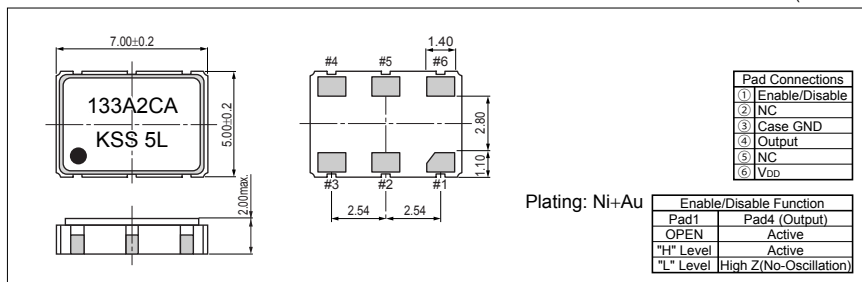 7.00±0.2
133A2CA
KSS 5L
5.00±0.2
2.00max.
#4
#5
#6
1.40
2.80
1.10
#3
#2
#1
2.54
2.54
Plating: Ni+Au
Pad Connections
① Enable/Disable
② NC
③ Case GND
④ Output
⑤ NC
⑥ VDD
Enable/Disable Function
Pad1 Pad4 (Output)
OPEN Active
"H" Level Active
"L" Level High Z(No-Oscillation)